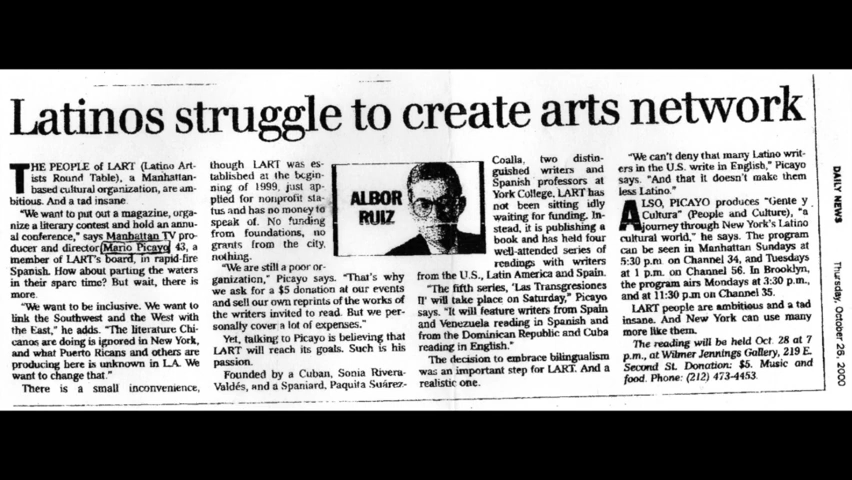 Latinos struggle to create arts network
THE PEOPLE of LART (Latino Art-
ists Round Table), a Manhattan-
based cultural organization, are am-
bitious. And a tad insane.
"We want to put out a magazine, orga-
nize a literary contest and hold an annu-
al conference," says Manhattan TV pro-
ducer and director Mario Picayo, 43, a
member of LART's board, in rapid-fire
Spanish. How about parting the waters
in their spare time? But wait, there is
more.
"We want to be inclusive. We want to
link the Southwest and the West with
the East," he adds. "The literature Chi-
canos are doing is ignored in New York,
and what Puerto Ricans and others are
producing here is unknown in L.A. We
want to change that."
There is a small inconvenience,
though LART was es-
tablished at the begin-
ning of 1999, just ap-
plied for nonprofit sta-
tus and has no money to
speak of. No funding
from foundations, no
grants from the city,
nothing.
"We are still a poor or-
ganization," Picayo says. "That's why
we ask for a $5 donation at our events
and sell our own reprints of the works of
the writers invited to read. But we per-
sonally cover a lot of expenses."
Yet, talking to Picayo is believing that
LART will reach its goals. Such is his
passion.
Founded by a Cuban, Sonia Rivera-
Valdés, and a Spaniard, Paquita Suárez-
ALBOR
RUIZ
Coalla, two distin-
guished writers and
Spanish professors at
York College, LART has
not been sitting idly
waiting for funding. In-
stead, it is publishing a
book and has held four
well-attended series of
readings with writers
from the U.S., Latin America and Spain.
"The fifth series, 'Las Transgresiones
II' will take place on Saturday," Picayo
says. "It will feature writers from Spain
and Venezuela reading in Spanish and
from the Dominican Republic and Cuba
reading in English."
The decision to embrace bilingualism
was an important step for LART. And a
realistic one.
"We can't deny that many Latino writ-
ers in the U.S. write in English," Picayo
says. "And that it doesn't make them
less Latino."
ALSO, PICAYO produces "Gente y
Cultura" (People and Culture), "a
journey through New York's Latino
cultural world," he says. The program
can be seen in Manhattan Sundays at
5:30 p.m. on Channel 34, and Tuesdays
at 1 p.m. on Channel 56. In Brooklyn,
the program airs Mondays at 3:30 p.m.,
and at 11:30 p.m. on Channel 35.
LART people are ambitious and a tad
insane. And New York can use many
more like them.
The reading will be held Oct. 28 at 7
p.m., at Wilmer Jennings Gallery, 219 E.
Second St. Donation: $5. Music and
food. Phone: (212) 473-4453.
DAILY NEWS
Thursday, October 26, 2000